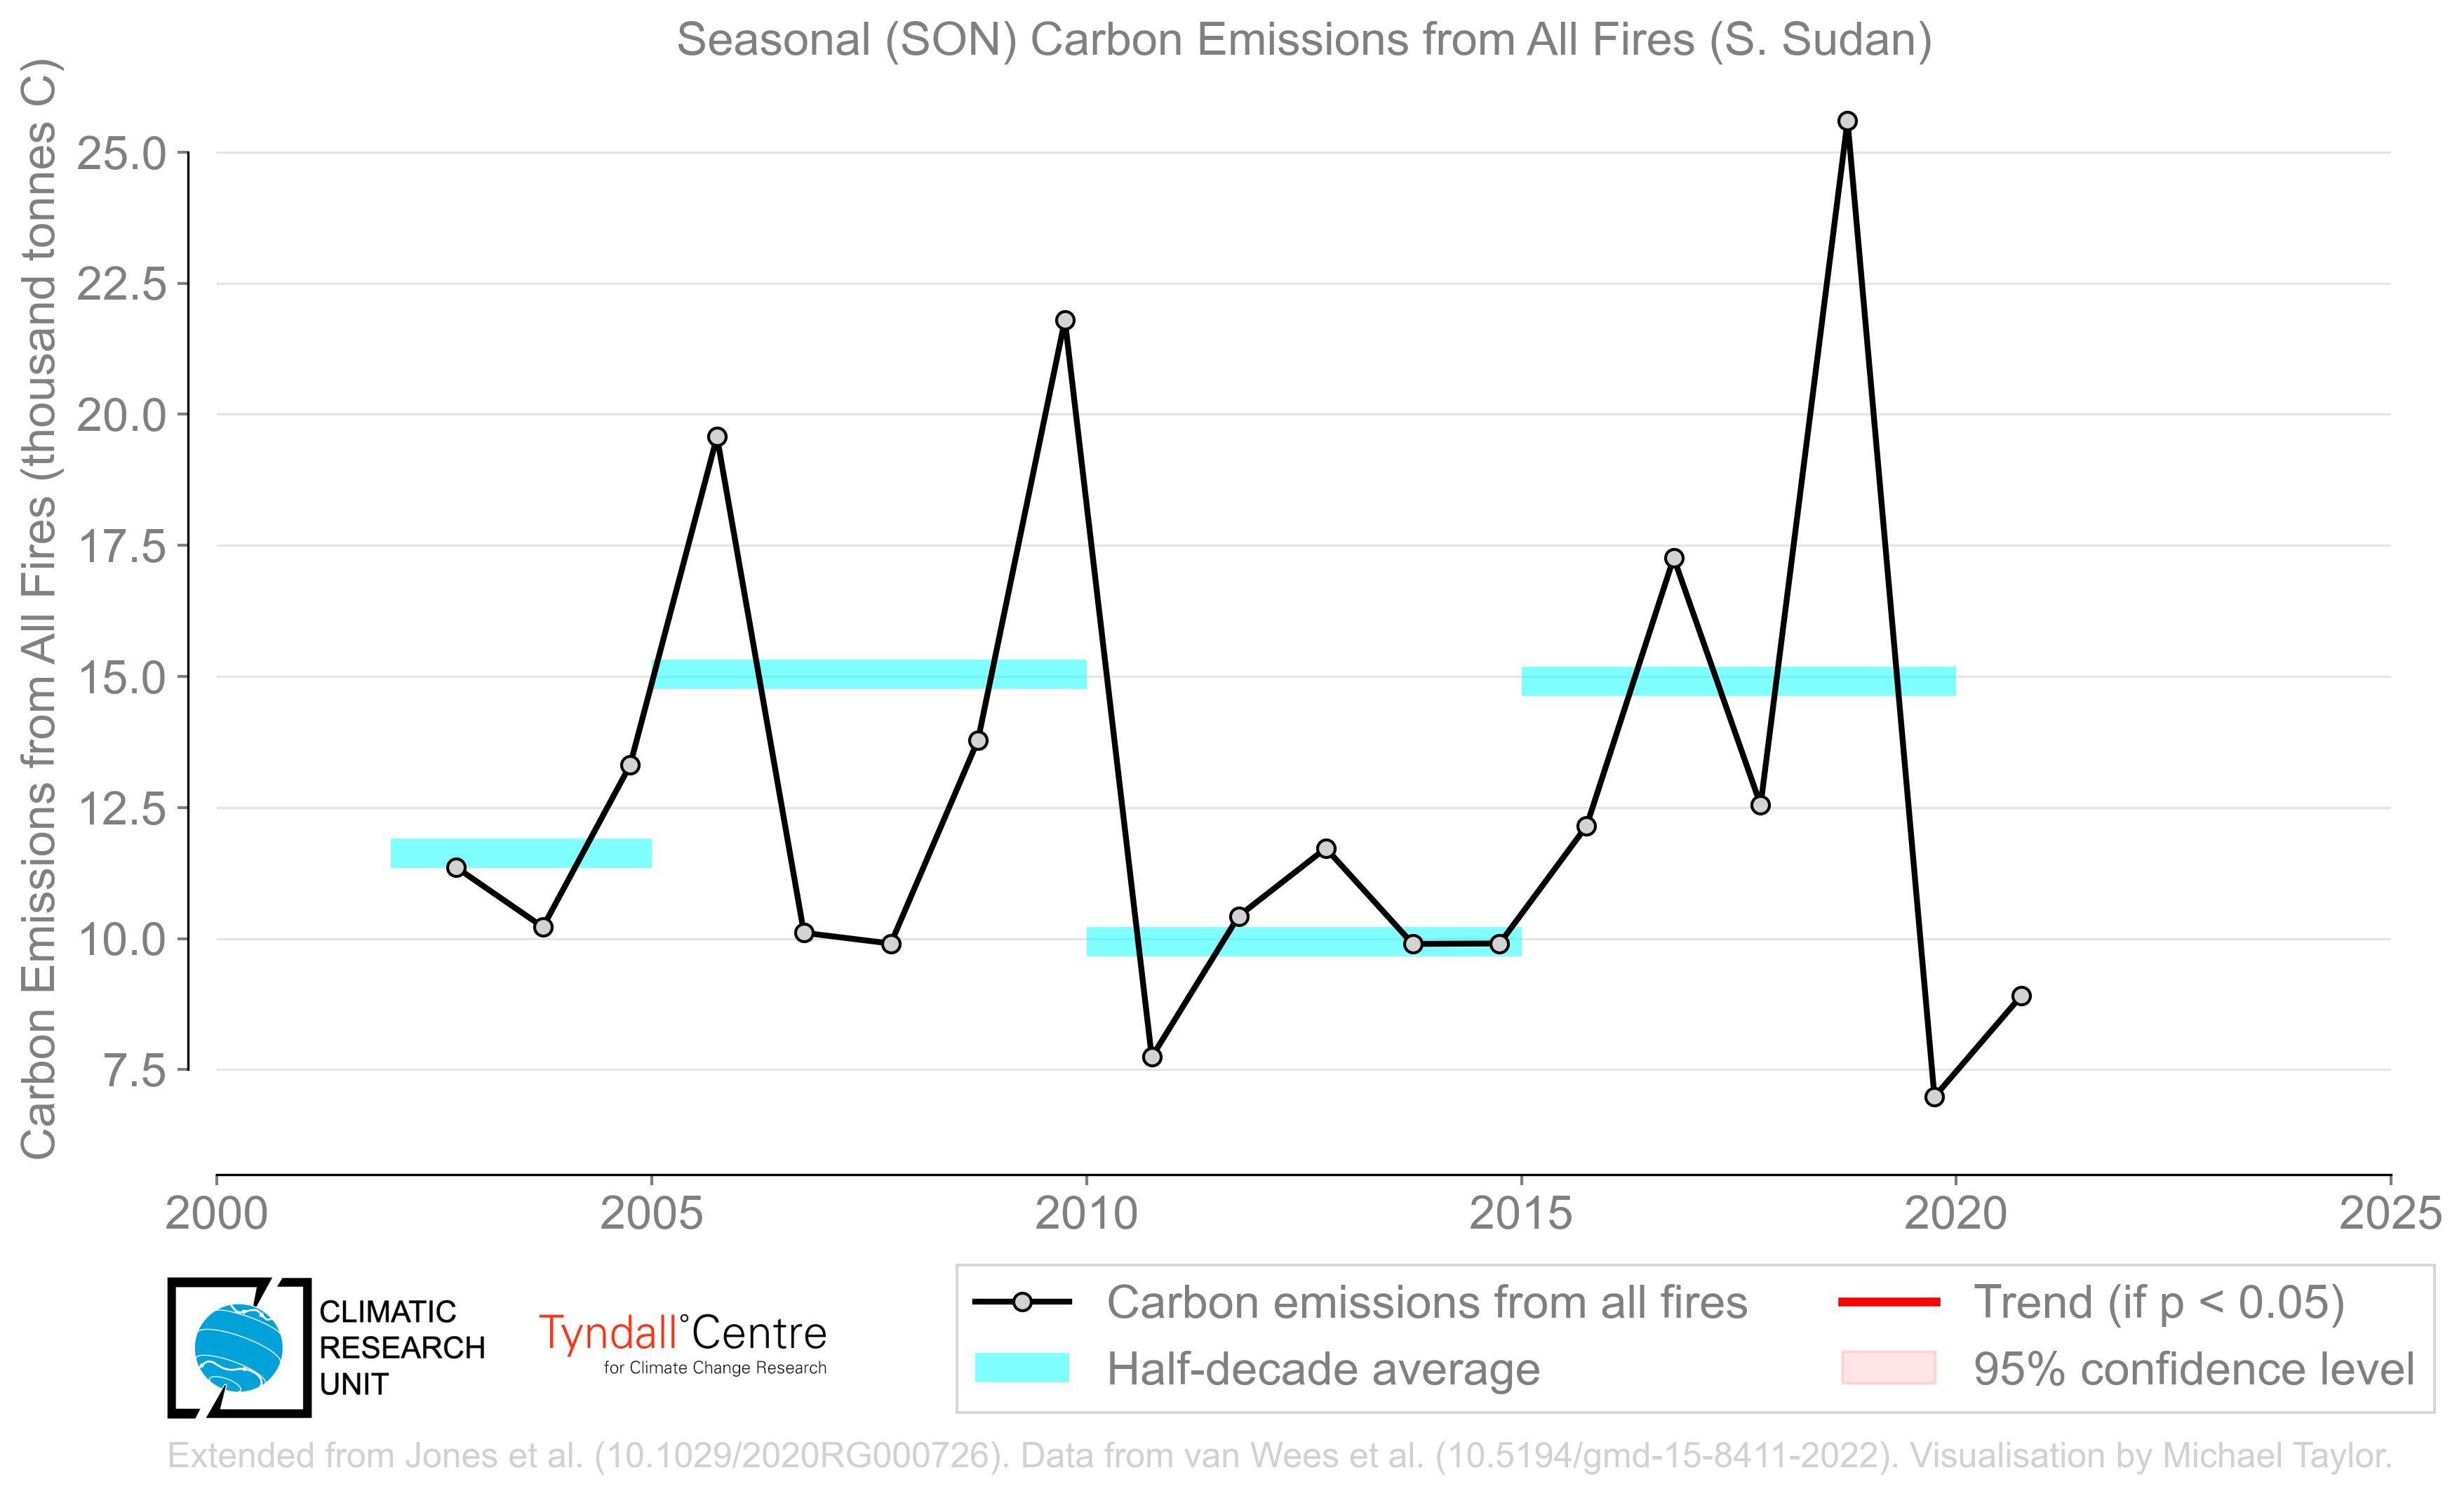 Seasonal (SON) Carbon Emissions from All Fires (S. Sudan)
Carbon Emissions from All Fires (thousand tonnes C)
25.0
22.5
20.0
17.5
15.0
12.5
10.0
7.5
2000 2005 2010 2015 2020 2025
CLIMATIC
RESEARCH
UNIT
Tyndall°Centre
for Climate Change Research
Carbon emissions from all fires
Half-decade average
Trend (if p < 0.05)
95% confidence level
Extended from Jones et al. (10.1029/2020RG000726). Data from van Wees et al. (10.5194/gmd-15-8411-2022). Visualisation by Michael Taylor.